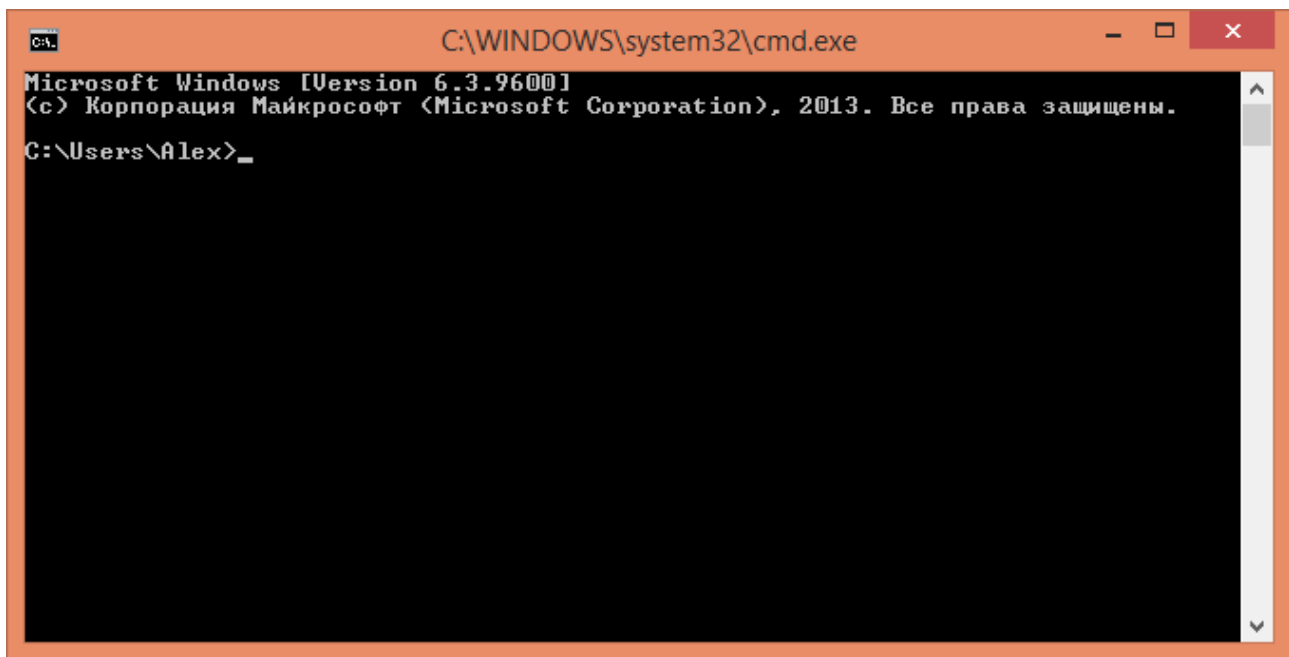 C:\WINDOWS\system32\cmd.exe
Microsoft Windows [Version 6.3.9600]
(c) Корпорация Майкрософт (Microsoft Corporation), 2013. Все права защищены.
C:\Users\Alex>_